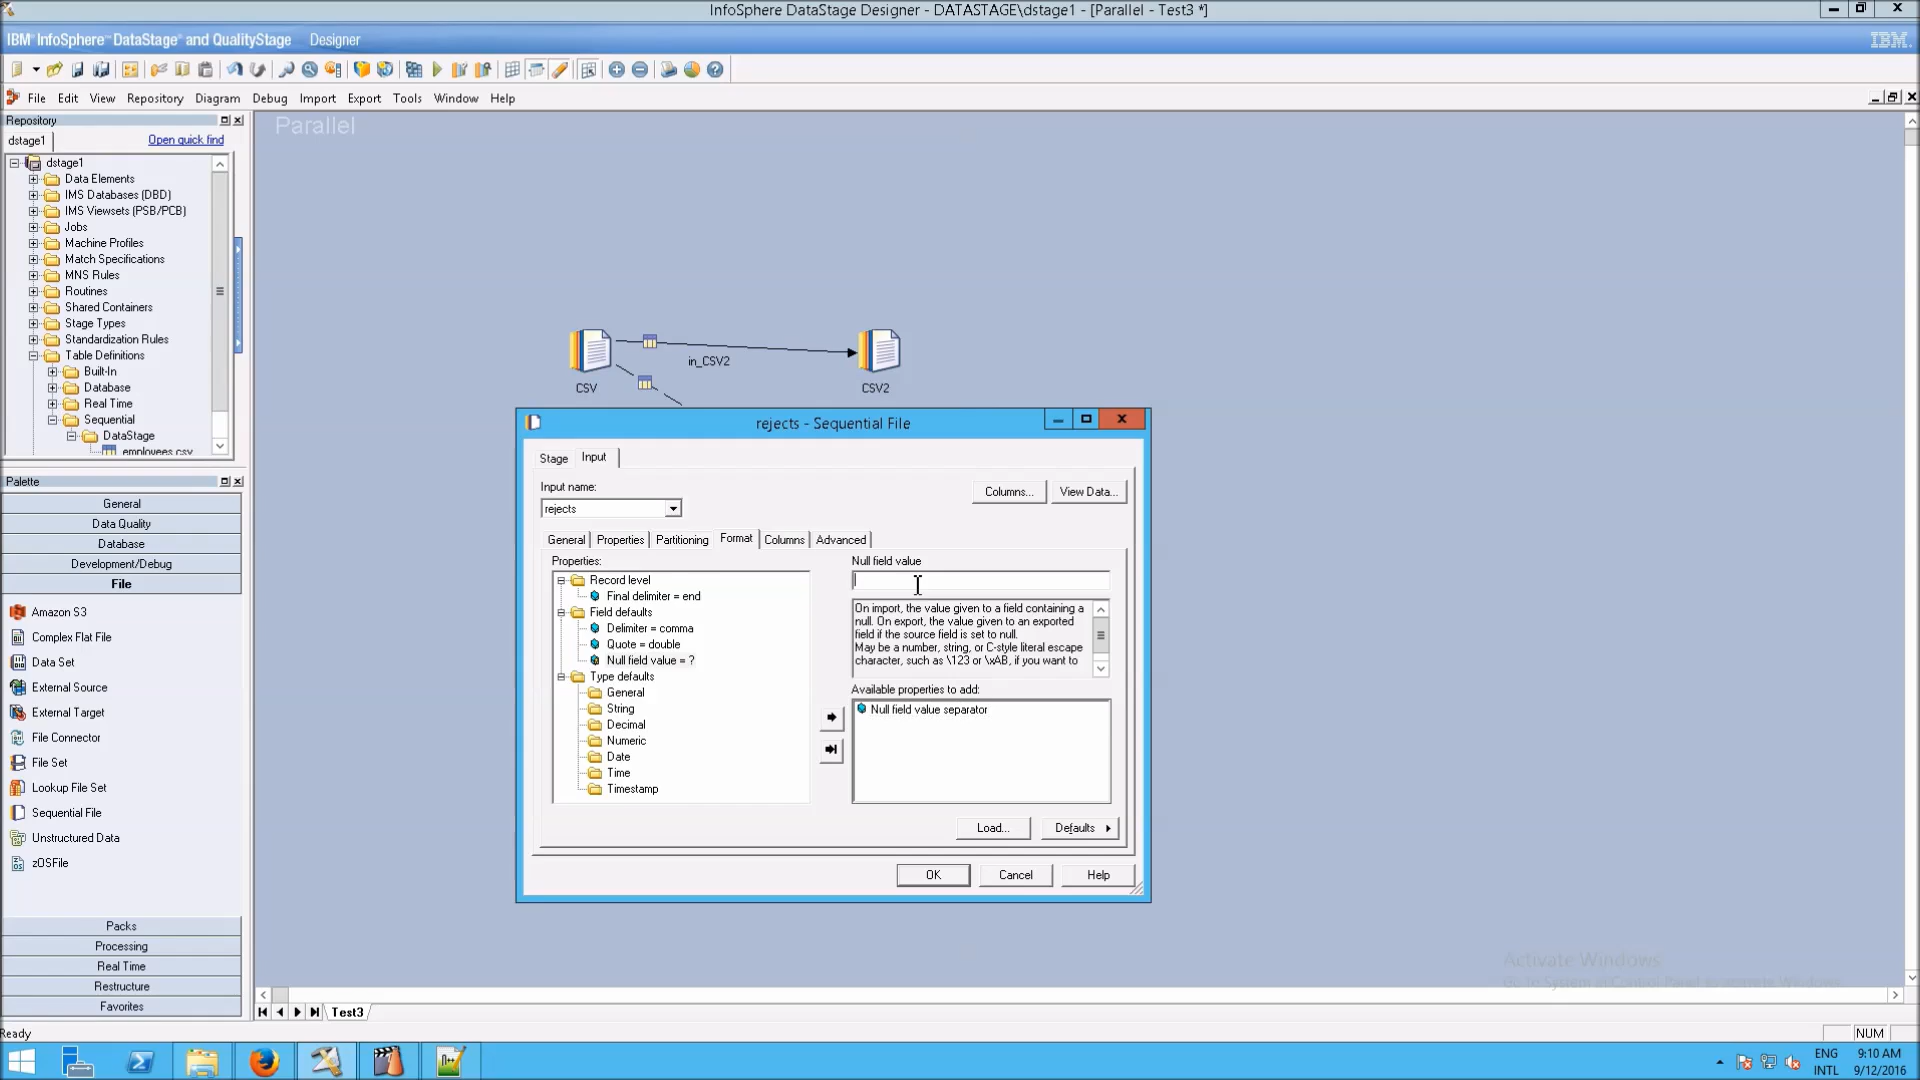 InfoSphere DataStage Designer - DATASTAGE\dstage1 - [Parallel - Test3 *]
IBM® InfoSphere™ DataStage® and QualityStage Designer
IBM.
File Edit View Repository Diagram Debug Import Export Tools Window Help
Repository
Parallel
dstage1 Open quick find
dstage1
Data Elements
IMS Databases (DBD)
IMS Viewsets (PSB/PCB)
Jobs
Machine Profiles
Match Specifications
MNS Rules
Routines
Shared Containers
Stage Types
Standardization Rules
Table Definitions
Built-In
Database
Real Time
Sequential
DataStage
employees.csv
in_CSV2
CSV
CSV2
Palette
General
Data Quality
Database
Development/Debug
File
Amazon S3
Complex Flat File
Data Set
External Source
External Target
File Connector
File Set
Lookup File Set
Sequential File
Unstructured Data
zOSFile
Packs
Processing
Real Time
Restructure
Favorites
rejects - Sequential File
Stage Input
Input name:
rejects
Columns... View Data...
General Properties Partitioning Format Columns Advanced
Properties:
Record level
Final delimiter = end
Field defaults
Delimiter = comma
Quote = double
Null field value = ?
Type defaults
General
String
Decimal
Numeric
Date
Time
Timestamp
Null field value
On import, the value given to a field containing a
null. On export, the value given to an exported
field if the source field is set to null.
May be a number, string, or C-style literal escape
character, such as \123 or \xAB, if you want to
Available properties to add:
Null field value separator
Load... Defaults
OK Cancel Help
Activate Windows
Go to System in Control Panel to activate Windows.
Test3
Ready
NUM
ENG
INTL
9:10 AM
9/12/2016